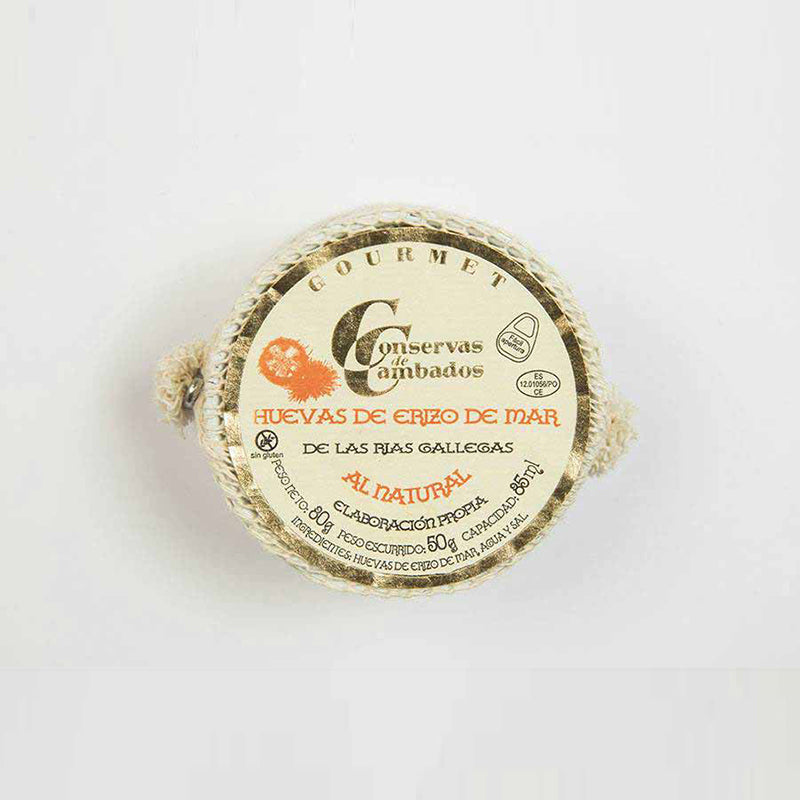 GOURMET
Conservas
de
Cambados
Fácil
apertura
ES
12.01056/PO
CE
HUEVAS DE ERIZO DE MAR
DE LAS RIAS GALLEGAS
sin gluten
AL NATURAL
ELABORACIÓN PROPIA
PESO NETO: 80g PESO ESCURRIDO: 50g CAPACIDAD: 85ml
INGREDIENTES: HUEVAS DE ERIZO DE MAR, AGUA Y SAL.